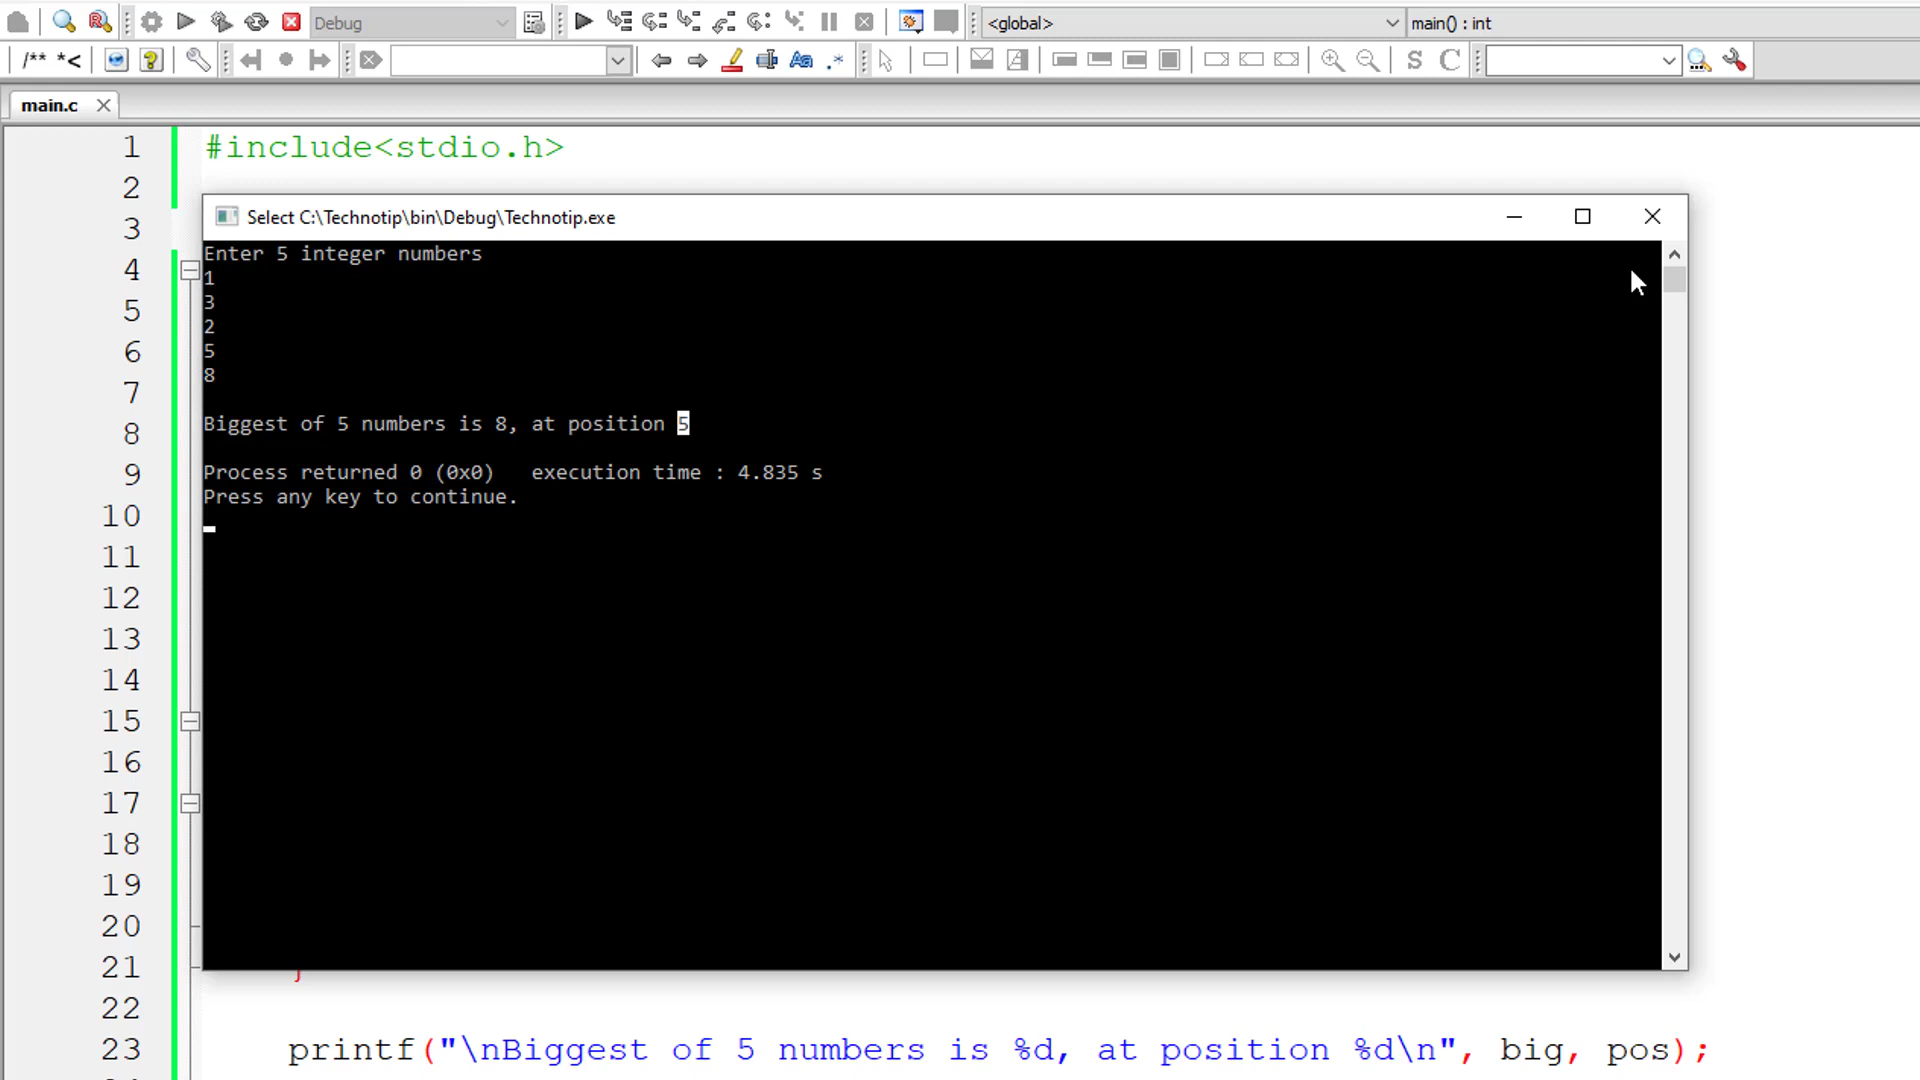 Debug
<global>
main() : int
/** *<
Aa
.*
S
C
main.c
1 #include<stdio.h>
2
3
4
5
6
7
8
9
10
11
12
13
14
15
16
17
18
19
20
21
22
23 printf("\nBiggest of 5 numbers is %d, at position %d\n", big, pos);
Select C:\Technotip\bin\Debug\Technotip.exe
Enter 5 integer numbers
1
3
2
5
8
Biggest of 5 numbers is 8, at position 5
Process returned 0 (0x0)   execution time : 4.835 s
Press any key to continue.